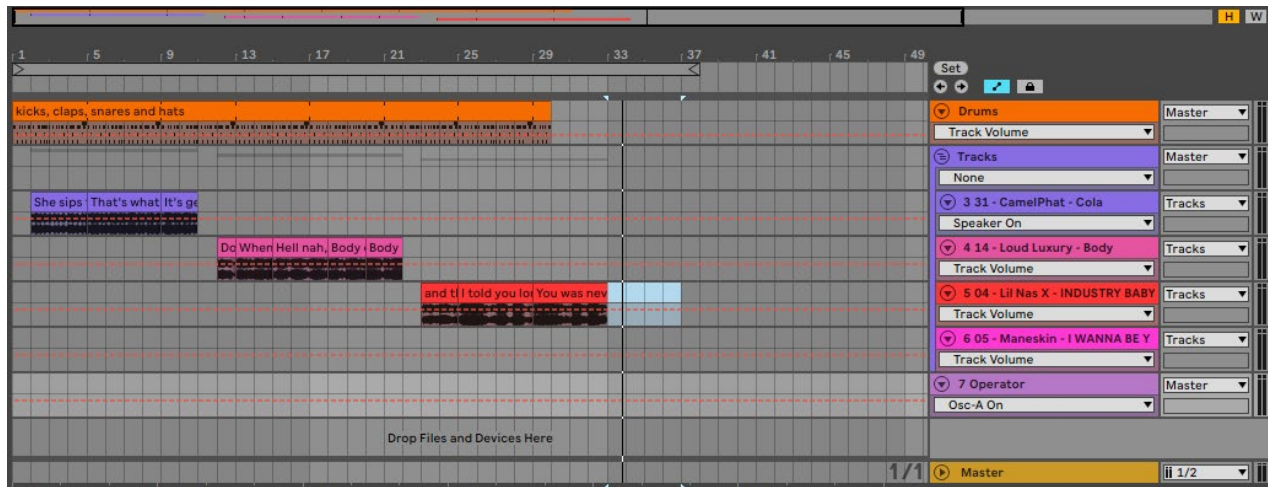 H W
1 5 9 13 17 21 25 29 33 37 41 45 49
Set
kicks, claps, snares and hats
Drums Master
Track Volume
Tracks Master
None
She sips That's what It's ge
3 31 - CamelPhat - Cola Tracks
Speaker On
Do When Hell nah, Body Body
4 14 - Loud Luxury - Body Tracks
Track Volume
and I told you lo You was nev
5 04 - Lil Nas X - INDUSTRY BABY Tracks
Track Volume
6 05 - Maneskin - I WANNA BE Y Tracks
Track Volume
7 Operator Master
Osc-A On
Drop Files and Devices Here
1/1 Master 1/2